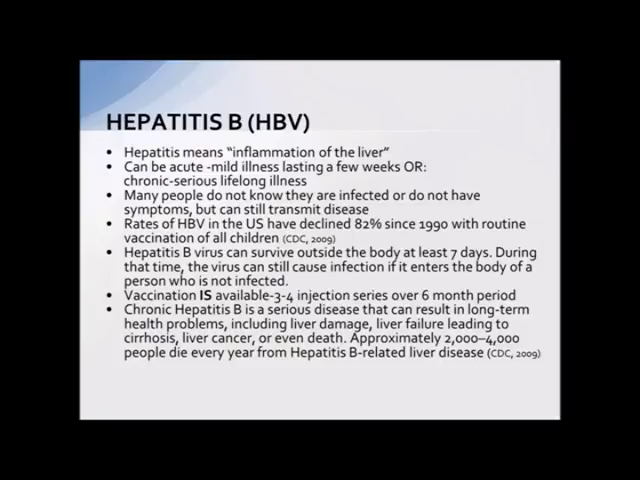 HEPATITIS B (HBV)
• Hepatitis means “inflammation of the liver”
• Can be acute -mild illness lasting a few weeks OR:
chronic-serious lifelong illness
• Many people do not know they are infected or do not have
symptoms, but can still transmit disease
• Rates of HBV in the US have declined 82% since 1990 with routine
vaccination of all children (CDC, 2009)
• Hepatitis B virus can survive outside the body at least 7 days. During
that time, the virus can still cause infection if it enters the body of a
person who is not infected.
• Vaccination IS available-3-4 injection series over 6 month period
• Chronic Hepatitis B is a serious disease that can result in long-term
health problems, including liver damage, liver failure leading to
cirrhosis, liver cancer, or even death. Approximately 2,000–4,000
people die every year from Hepatitis B-related liver disease (CDC, 2009)